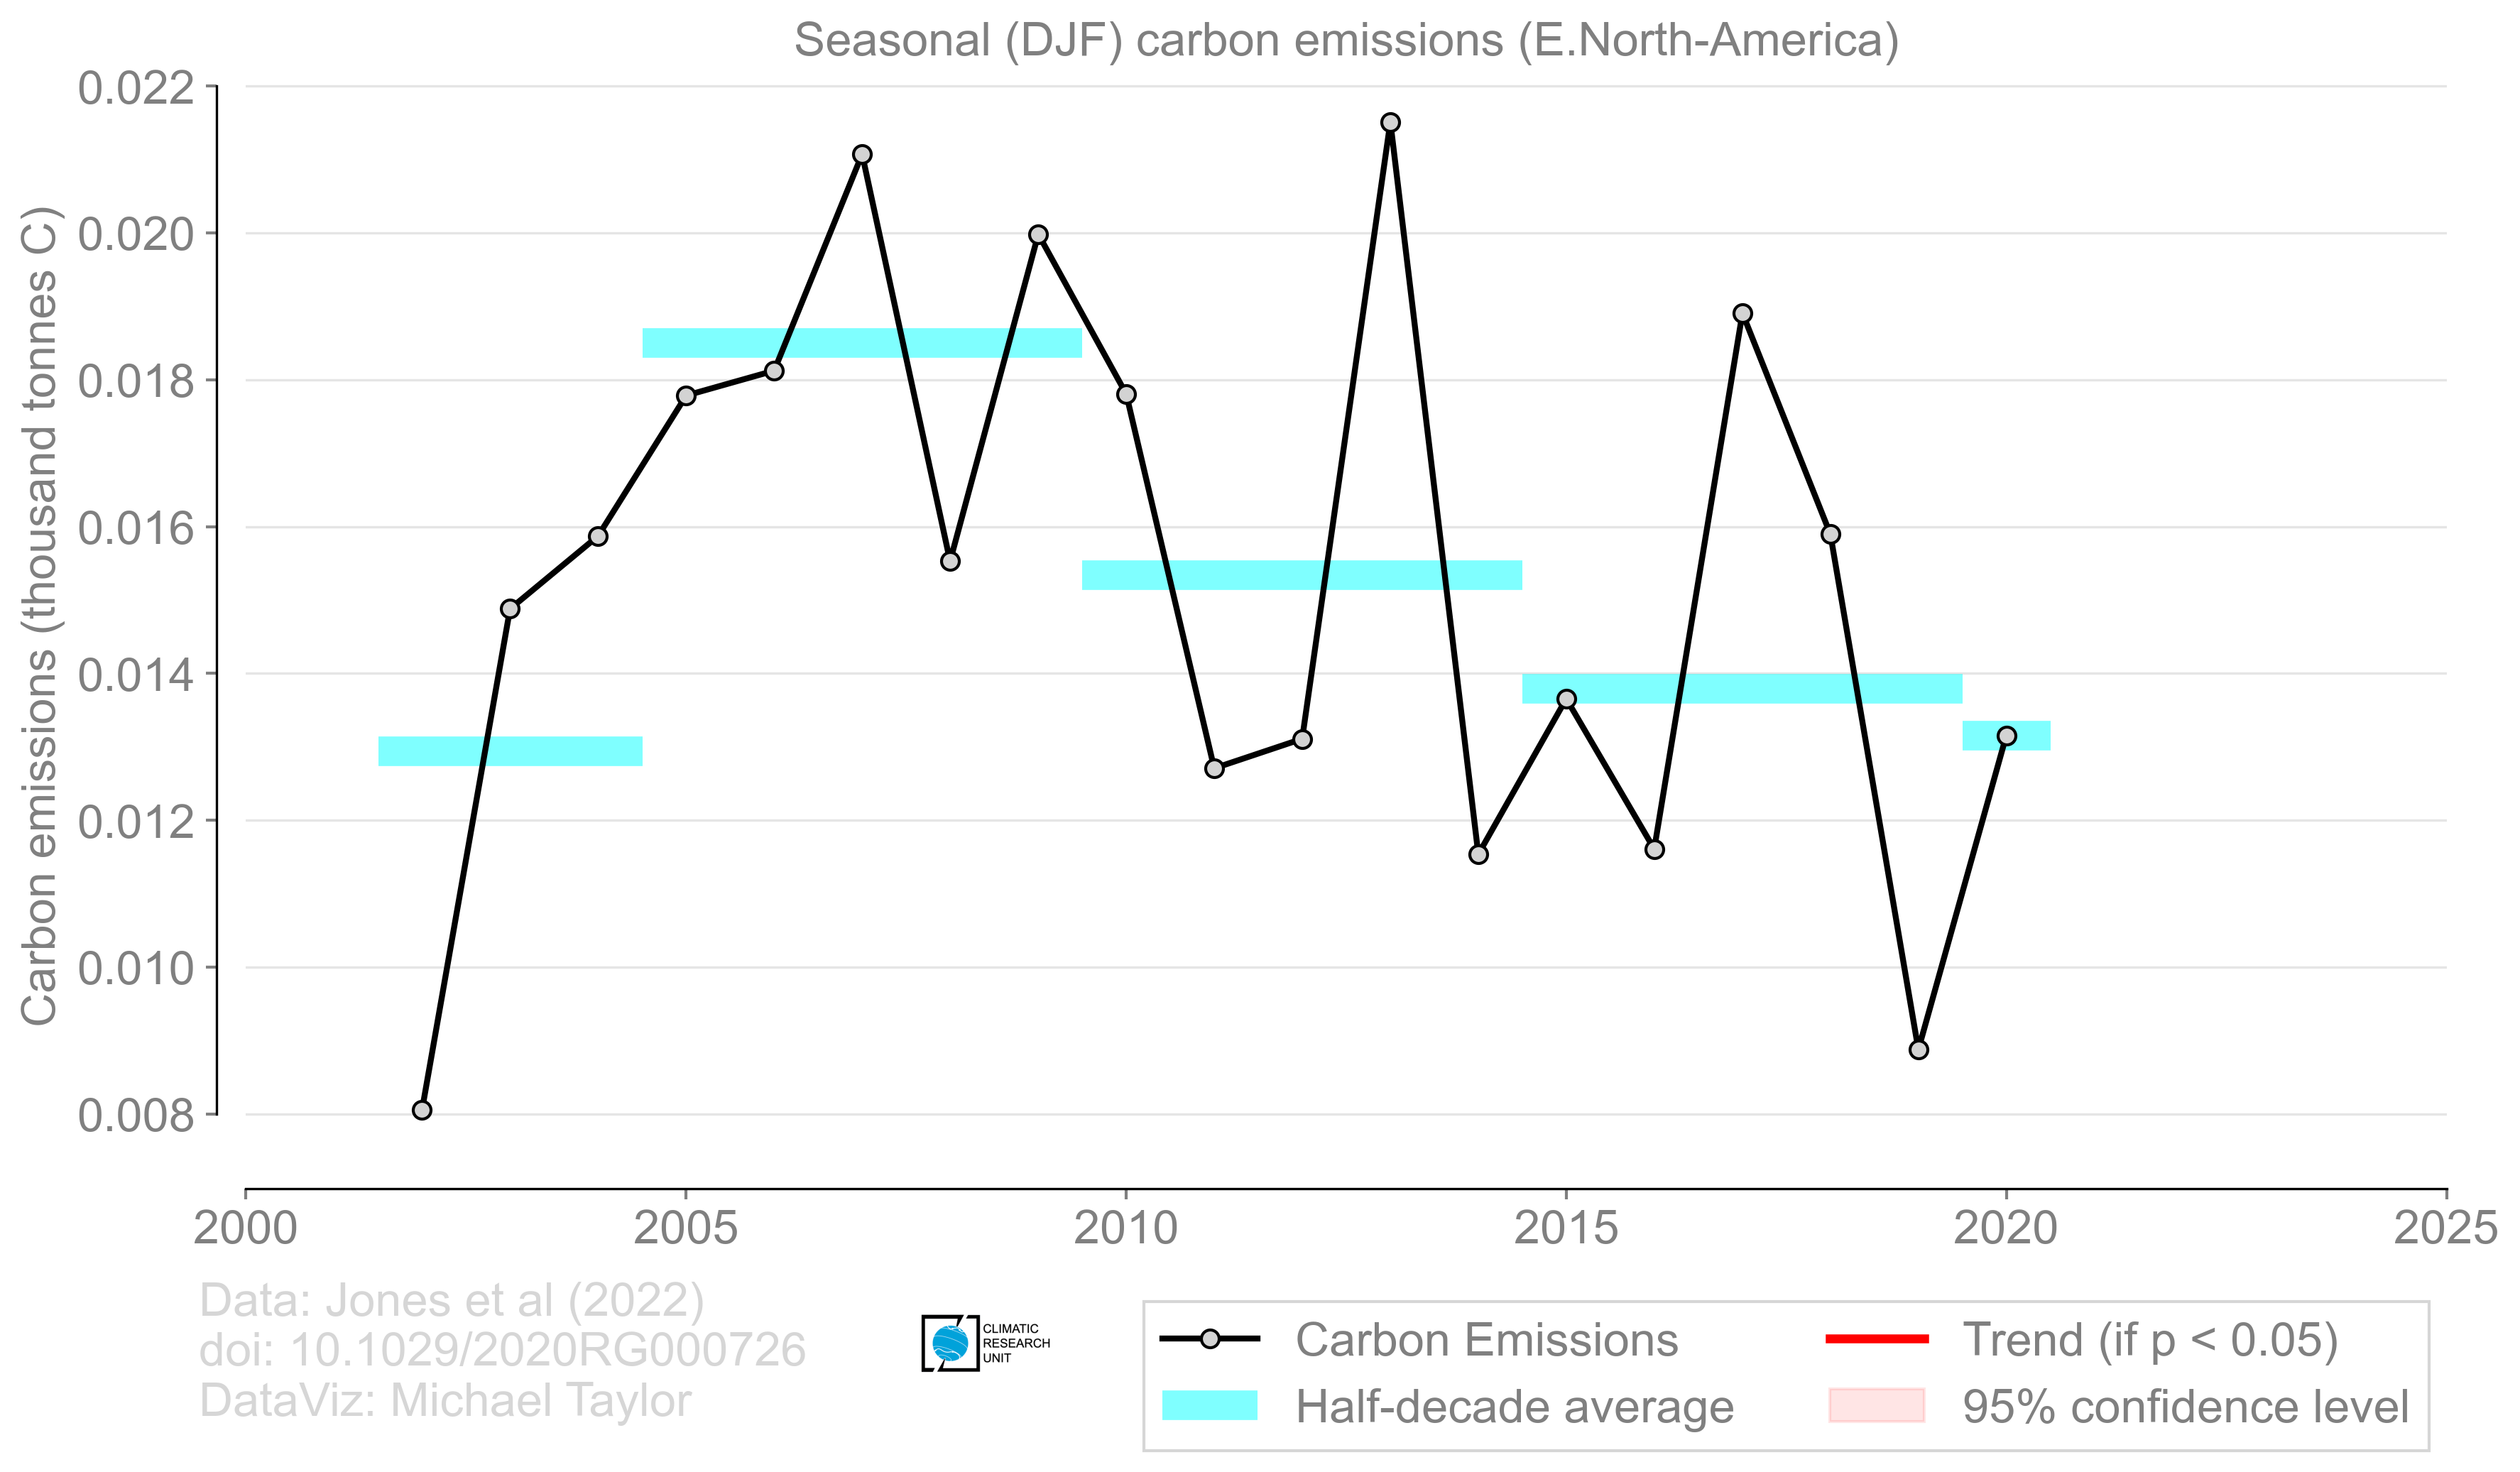 Seasonal (DJF) carbon emissions (E.North-America)
Carbon emissions (thousand tonnes C)
0.022
0.020
0.018
0.016
0.014
0.012
0.010
0.008
2000
2005
2010
2015
2020
2025
Data: Jones et al (2022)
doi: 10.1029/2020RG000726
DataViz: Michael Taylor
CLIMATIC
RESEARCH
UNIT
Carbon Emissions
Half-decade average
Trend (if p < 0.05)
95% confidence level